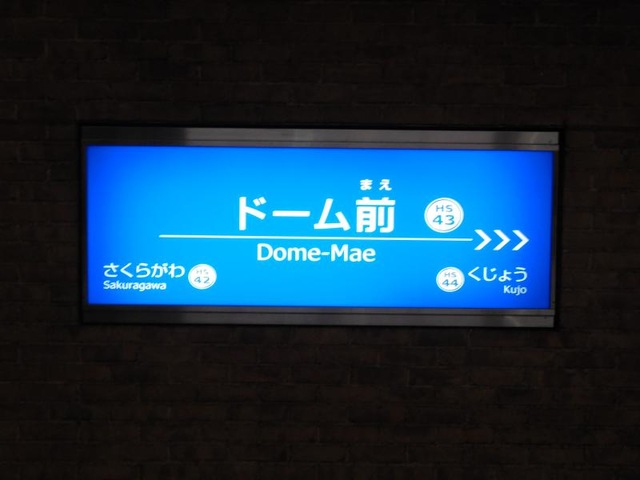 まえ
ドーム前 HS 43
Dome-Mae
さくらがわ HS 42
Sakuragawa
HS 44 くじょう
Kujo